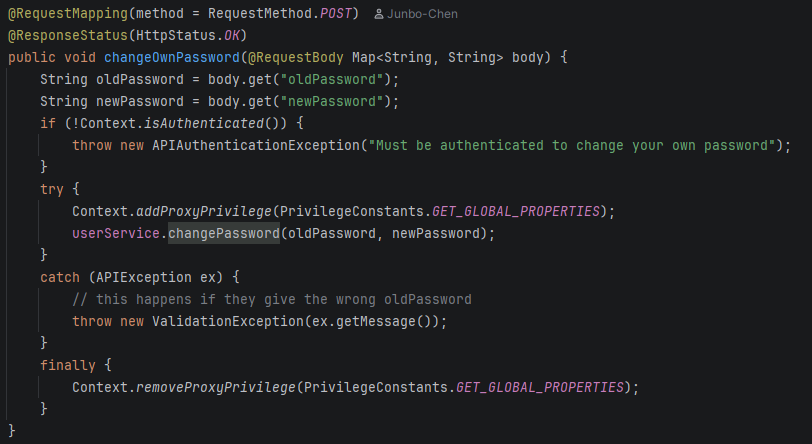 @RequestMapping(method = RequestMethod.POST) Junbo-Chen
@ResponseStatus(HttpStatus.OK)
public void changeOwnPassword(@RequestBody Map<String, String> body) {
    String oldPassword = body.get("oldPassword");
    String newPassword = body.get("newPassword");
    if (!Context.isAuthenticated()) {
        throw new APIAuthenticationException("Must be authenticated to change your own password");
    }
    try {
        Context.addProxyPrivilege(PrivilegeConstants.GET_GLOBAL_PROPERTIES);
        userService.changePassword(oldPassword, newPassword);
    }
    catch (APIException ex) {
        // this happens if they give the wrong oldPassword
        throw new ValidationException(ex.getMessage());
    }
    finally {
        Context.removeProxyPrivilege(PrivilegeConstants.GET_GLOBAL_PROPERTIES);
    }
}